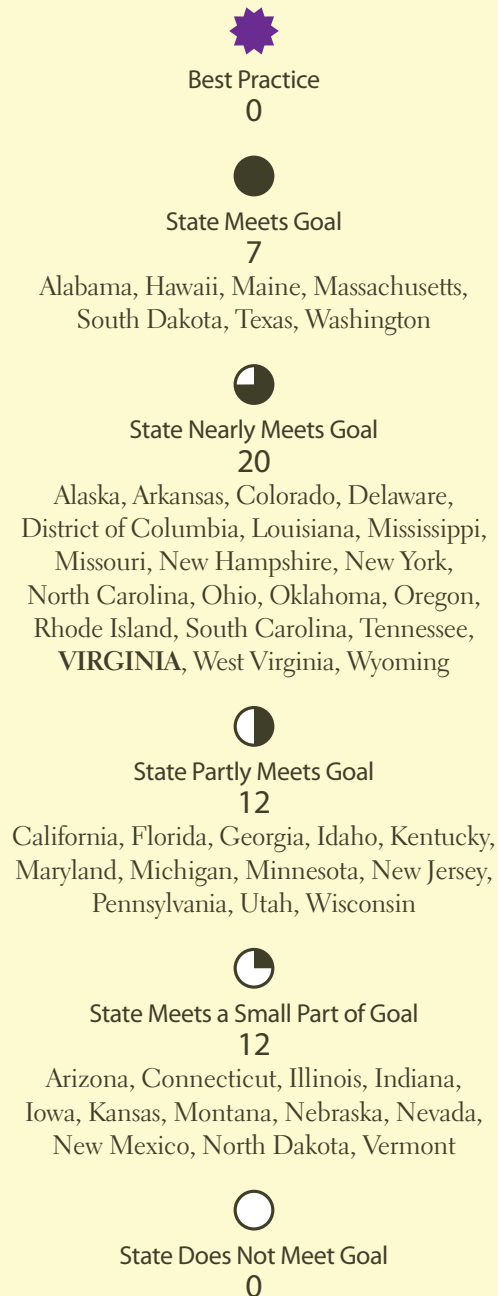 Best Practice
0
State Meets Goal
7
Alabama, Hawaii, Maine, Massachusetts,
South Dakota, Texas, Washington
State Nearly Meets Goal
20
Alaska, Arkansas, Colorado, Delaware,
District of Columbia, Louisiana, Mississippi,
Missouri, New Hampshire, New York,
North Carolina, Ohio, Oklahoma, Oregon,
Rhode Island, South Carolina, Tennessee,
VIRGINIA, West Virginia, Wyoming
State Partly Meets Goal
12
California, Florida, Georgia, Idaho, Kentucky,
Maryland, Michigan, Minnesota, New Jersey,
Pennsylvania, Utah, Wisconsin
State Meets a Small Part of Goal
12
Arizona, Connecticut, Illinois, Indiana,
Iowa, Kansas, Montana, Nebraska, Nevada,
New Mexico, North Dakota, Vermont
State Does Not Meet Goal
0